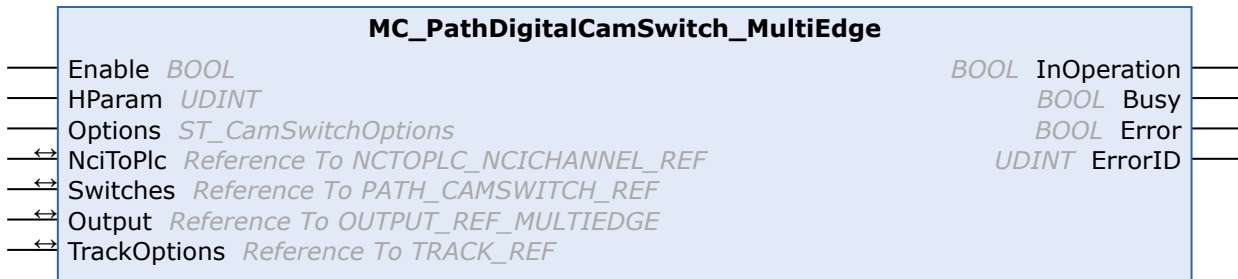 MC_PathDigitalCamSwitch_MultiEdge
Enable BOOL BOOL InOperation
HParam UDINT BOOL Busy
Options ST_CamSwitchOptions BOOL Error
↔ NciToPlc Reference To NCTOPLC_NCICHANNEL_REF UDINT ErrorID
↔ Switches Reference To PATH_CAMSWITCH_REF
↔ Output Reference To OUTPUT_REF_MULTIEDGE
↔ TrackOptions Reference To TRACK_REF